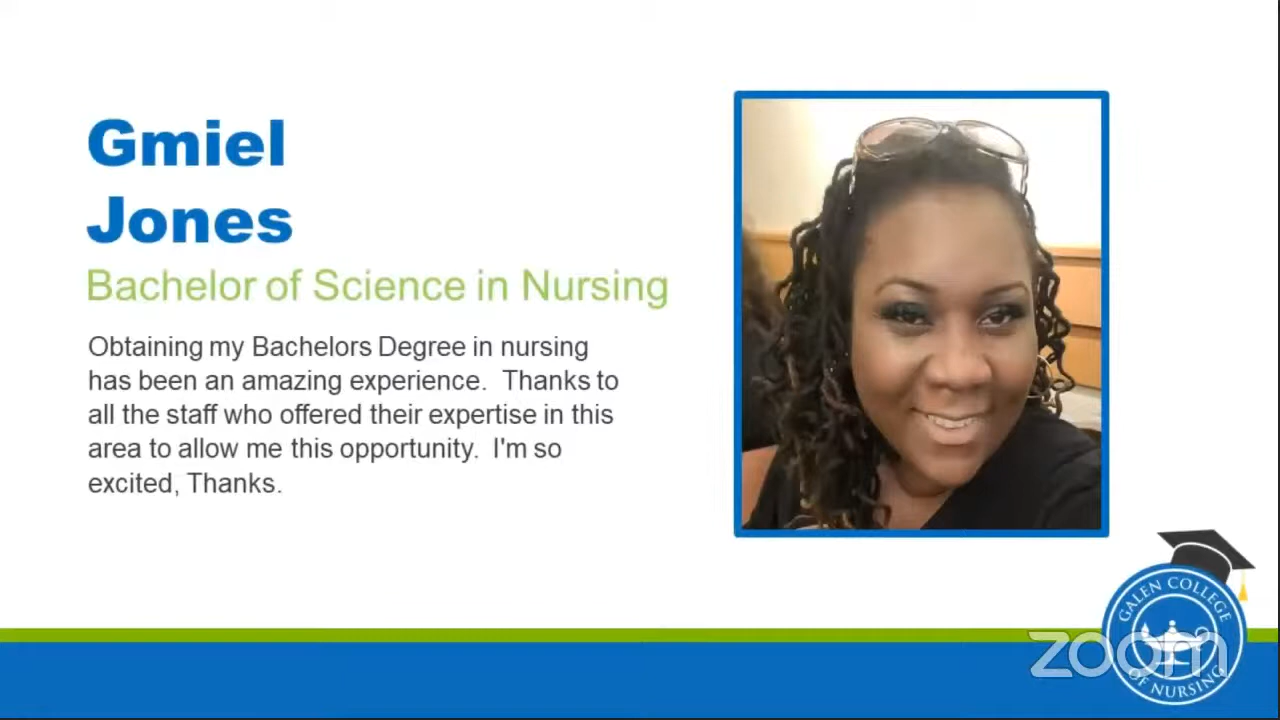 Gmiel
Jones
Bachelor of Science in Nursing
Obtaining my Bachelors Degree in nursing
has been an amazing experience.  Thanks to
all the staff who offered their expertise in this
area to allow me this opportunity.  I'm so
excited, Thanks.
GALEN COLLEGE
OF NURSING
zoom